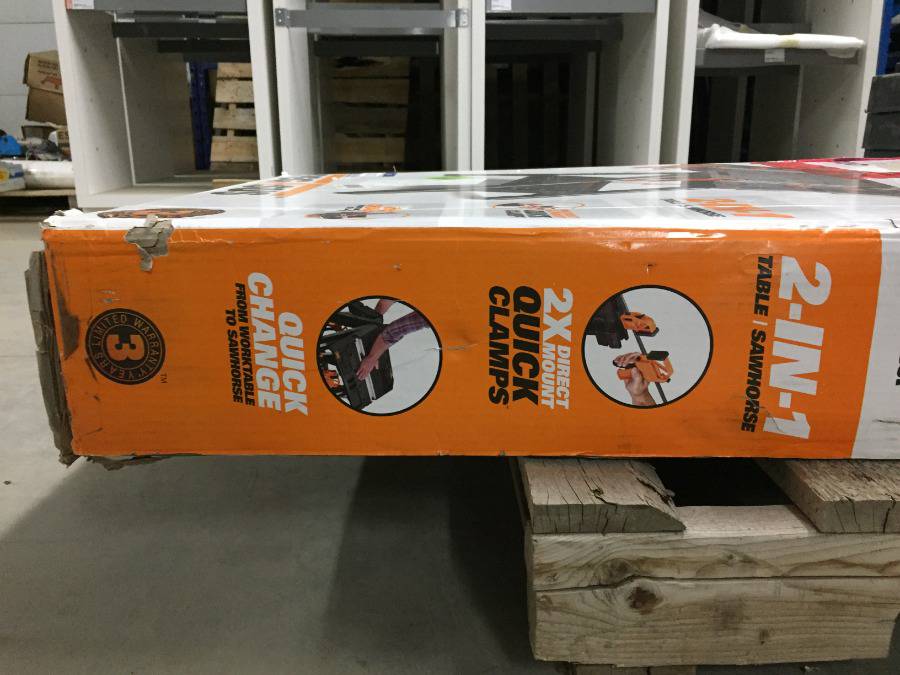 2-IN-1
TABLE | SAWHORSE
2X DIRECT MOUNT
QUICK
CLAMPS
QUICK
CHANGE
FROM WORKTABLE
TO SAWHORSE
3 YEARS LIMITED WARRANTY
TM